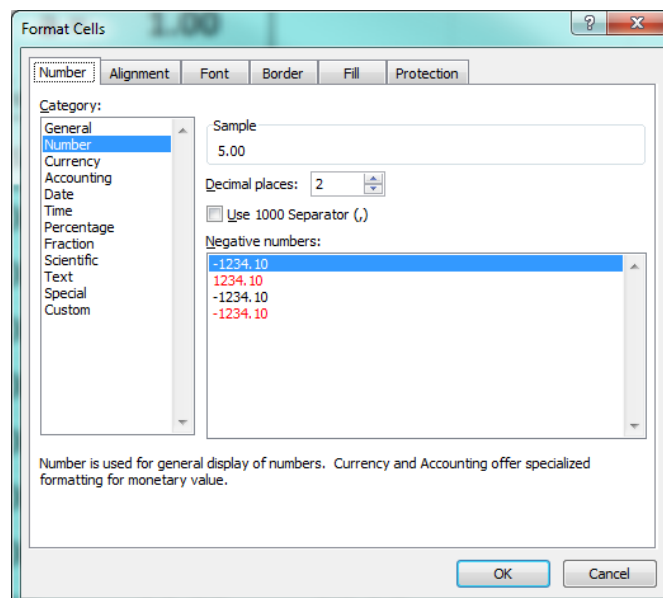 1.00
Format Cells
Number Alignment Font Border Fill Protection
Category:
General
Number
Currency
Accounting
Date
Time
Percentage
Fraction
Scientific
Text
Special
Custom
Sample
5.00
Decimal places: 2
Use 1000 Separator (,)
Negative numbers:
-1234.10
1234.10
-1234.10
-1234.10
Number is used for general display of numbers.  Currency and Accounting offer specialized
formatting for monetary value.
OK Cancel